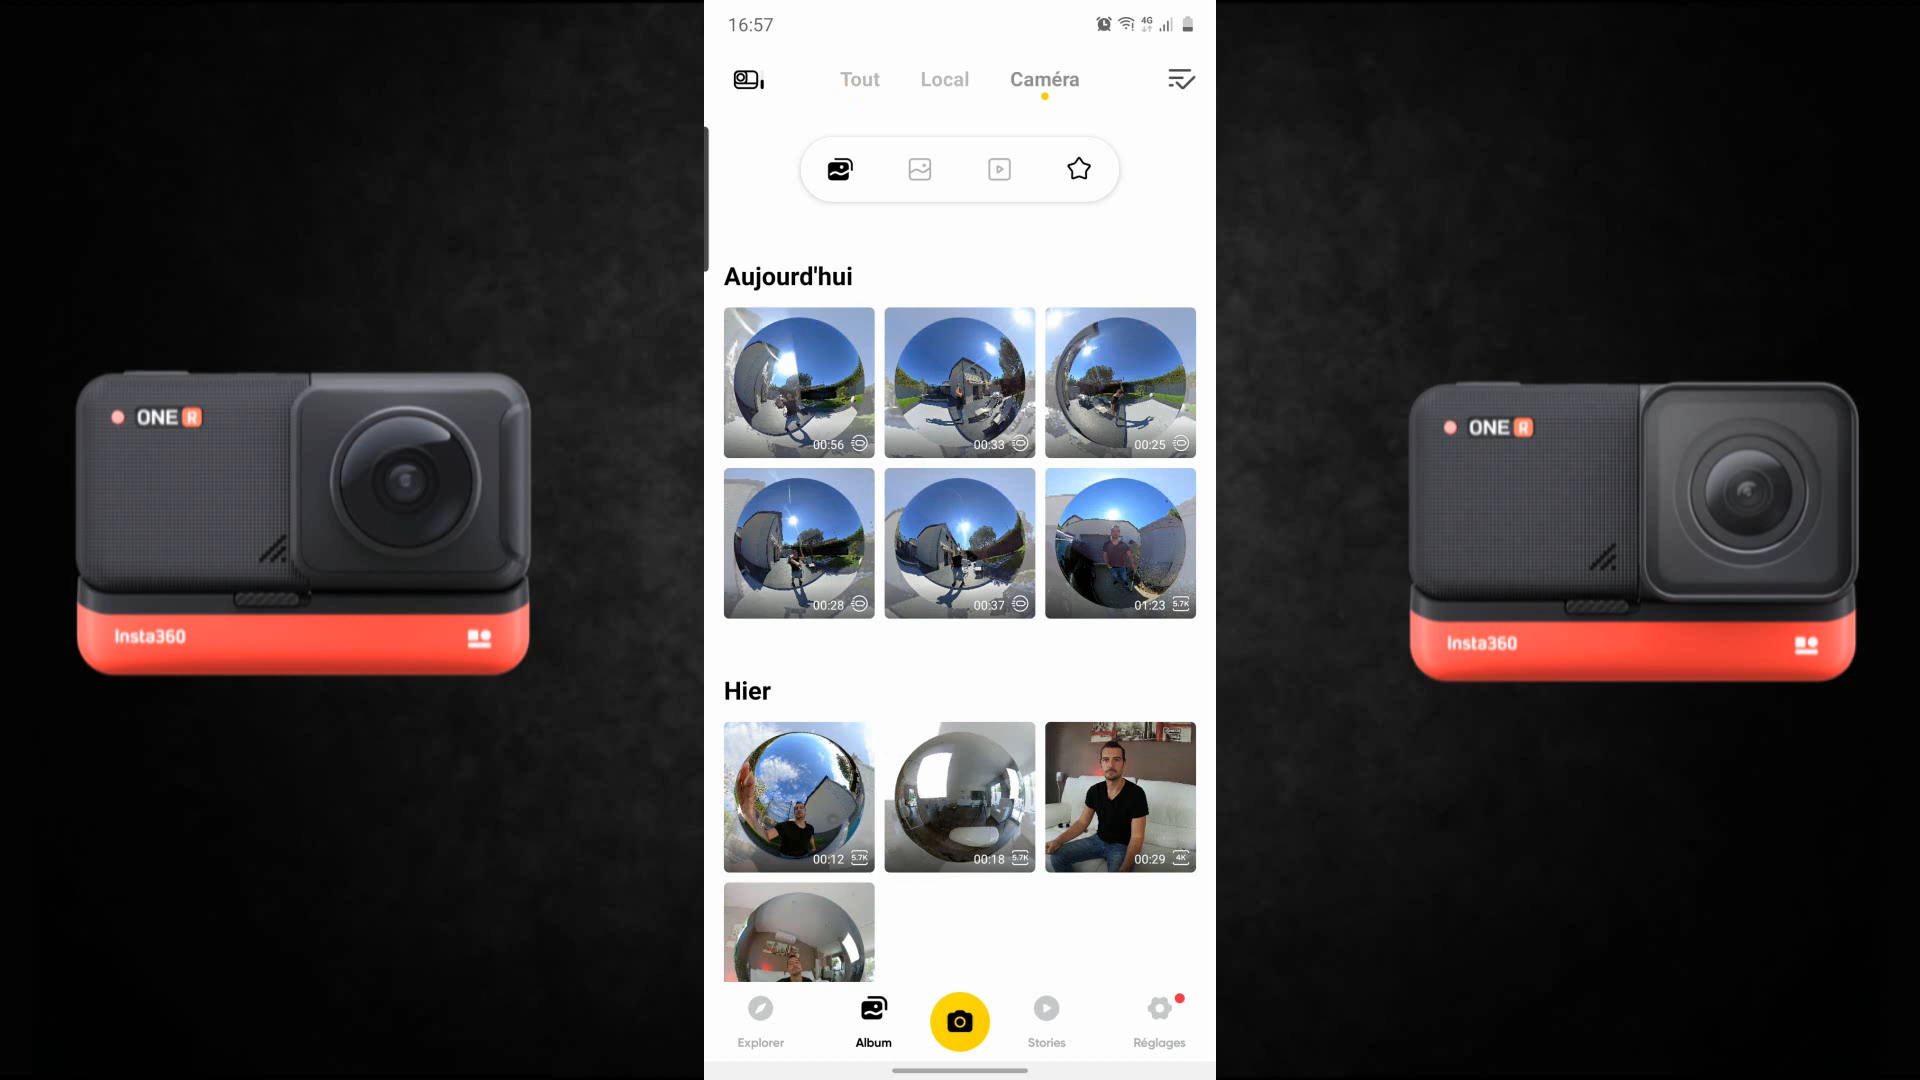 16:57
4G
Tout Local Caméra
Aujourd'hui
00:56
00:33
00:25
00:28
00:37
01:23 5.7K
Hier
00:12 5.7K
00:18 5.7K
00:29 4K
Explorer
Album
Stories
Réglages
ONE R
Insta360
ONE R
Insta360